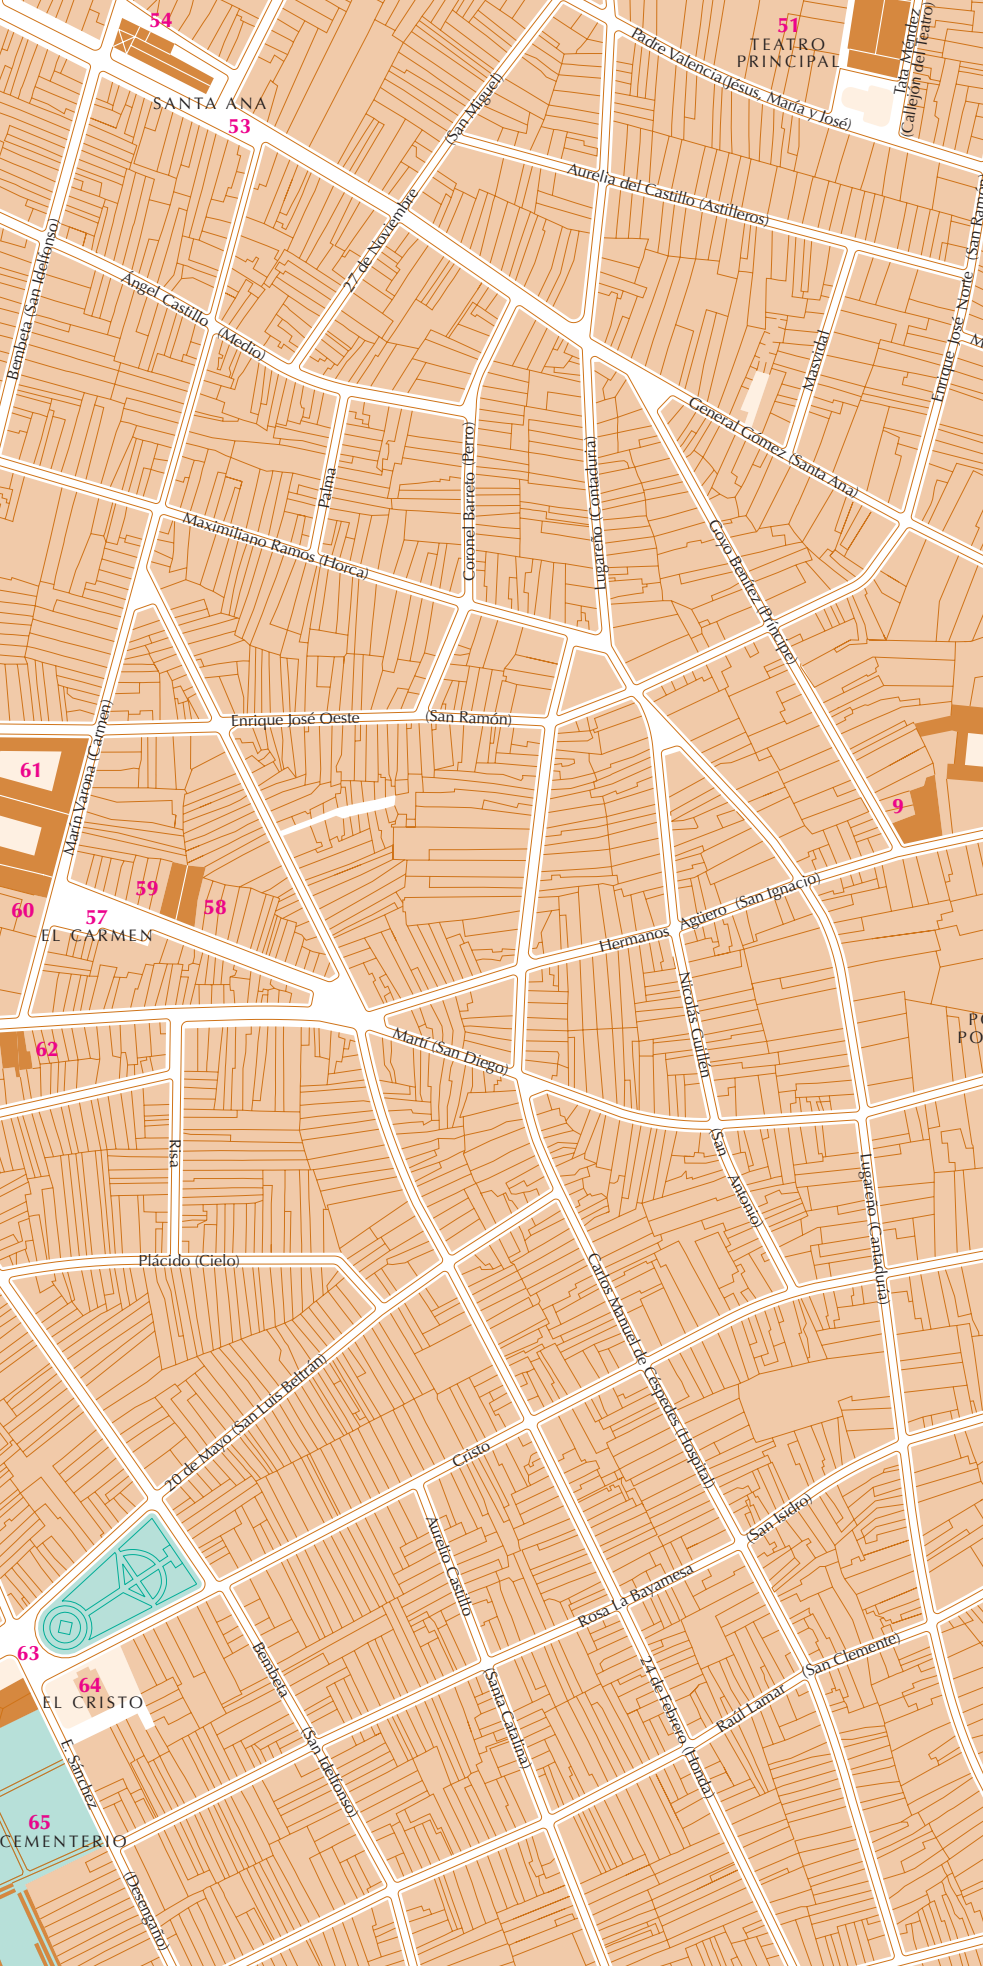 54
51
TEATRO
PRINCIPAL
Padre Valencia (Jésus, María y José)
Tata Méndez
(Callejón del Teatro)
SANTA ANA
53
(San Miguel)
27 de Noviembre
Aurelia del Castillo (Astilleros)
Bembeta (San Idelfonso)
Ángel Castillo (Medio)
Enrique José Norte (San Ramón
Masvidal
General Gómez (Santa Ana)
Palma
Coronel Barreto (Perro)
Lugareño (Contaduría)
Maximiliano Ramos (Horca)
Goyo Benítez (Príncipe)
Enrique José Oeste (San Ramón)
Marín Varona (Carmen)
61
9
59
58
60
57
EL CARMEN
Hermanos Agüero (San Ignacio)
Nicolás Guillén
(San Antonio)
62
Martí (San Diego)
PO
Risa
Lugareño (Cantaduría)
Plácido (Cielo)
Carlos Manuel de Céspedes (Hospital)
20 de Mayo (San Luis Beltrán)
Cristo
Aurelio Castillo
(Santa Catalina)
(San Isidro)
Rosa La Bayamesa
63
64
EL CRISTO
Bembeta
(San Idelfonso)
24 de Febrero (Honda)
Raúl Lamar
(San Clemente)
E. Sánchez
(Desengaño)
65
CEMENTERIO